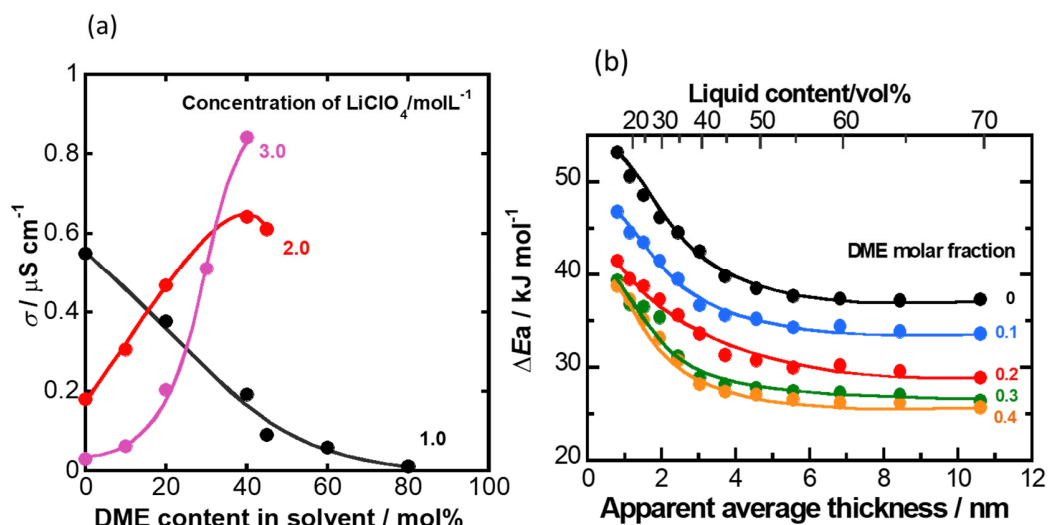 (a)
1
0.8
0.6
0.4
0.2
0
σ / μS cm⁻¹
Concentration of LiClO₄/molL⁻¹
3.0
2.0
1.0
0 20 40 60 80 100
DME content in solvent / mol%
(b)
Liquid content/vol%
20 30 40 50 60 70
50
40
30
20
ΔEa / kJ mol⁻¹
DME molar fraction
0
0.1
0.2
0.3
0.4
0 2 4 6 8 10 12
Apparent average thickness / nm